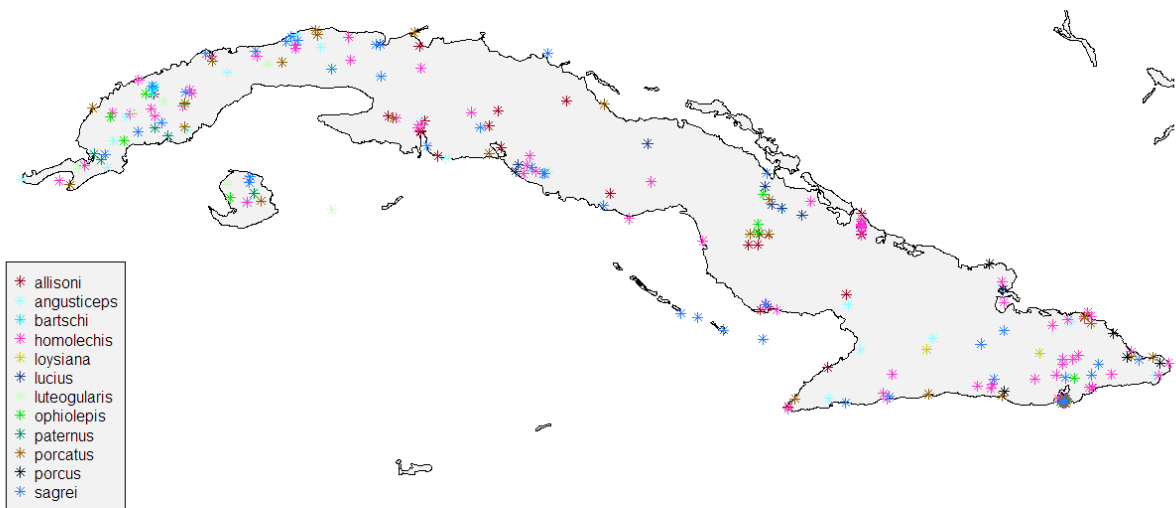 allisoni
angusticeps
bartschi
homolechis
loysiana
lucius
luteogularis
ophiolepis
paternus
porcatus
porcus
sagrei